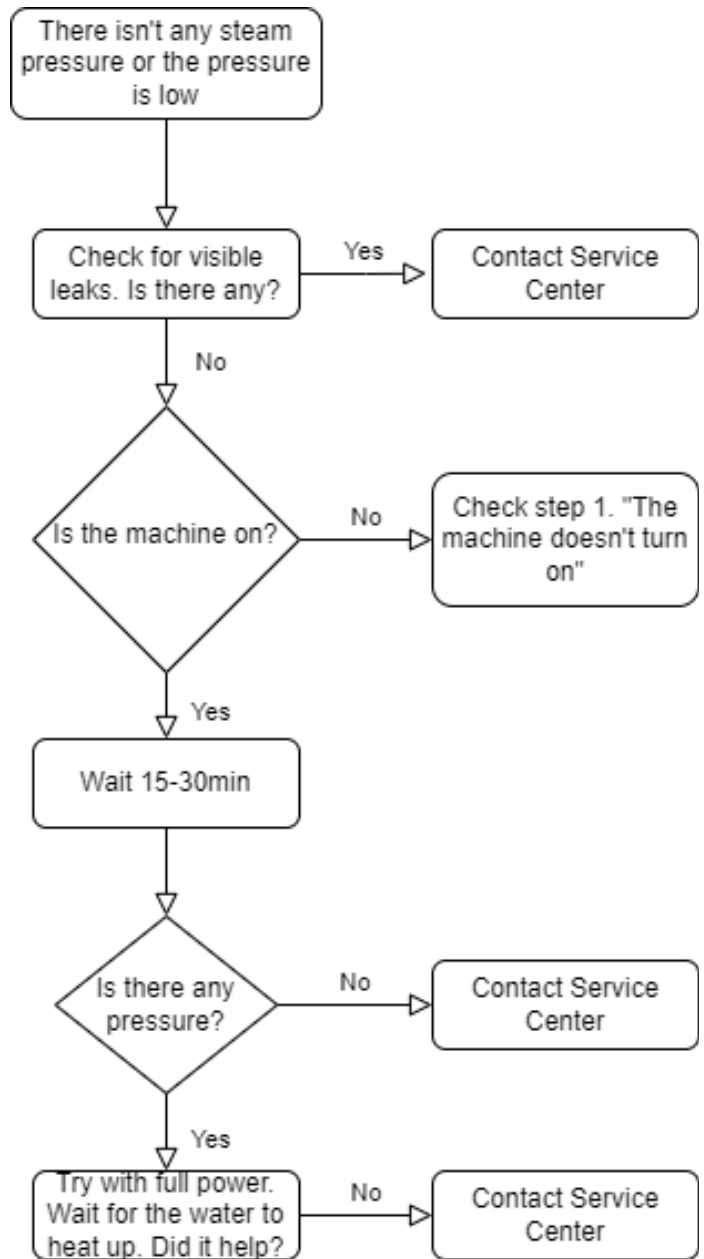 There isn't any steam
pressure or the pressure
is low
Check for visible
leaks. Is there any?
Yes
Contact Service
Center
No
Is the machine on?
No
Check step 1. "The
machine doesn't turn
on"
Yes
Wait 15-30min
Is there any
pressure?
No
Contact Service
Center
Yes
Try with full power.
Wait for the water to
heat up. Did it help?
No
Contact Service
Center